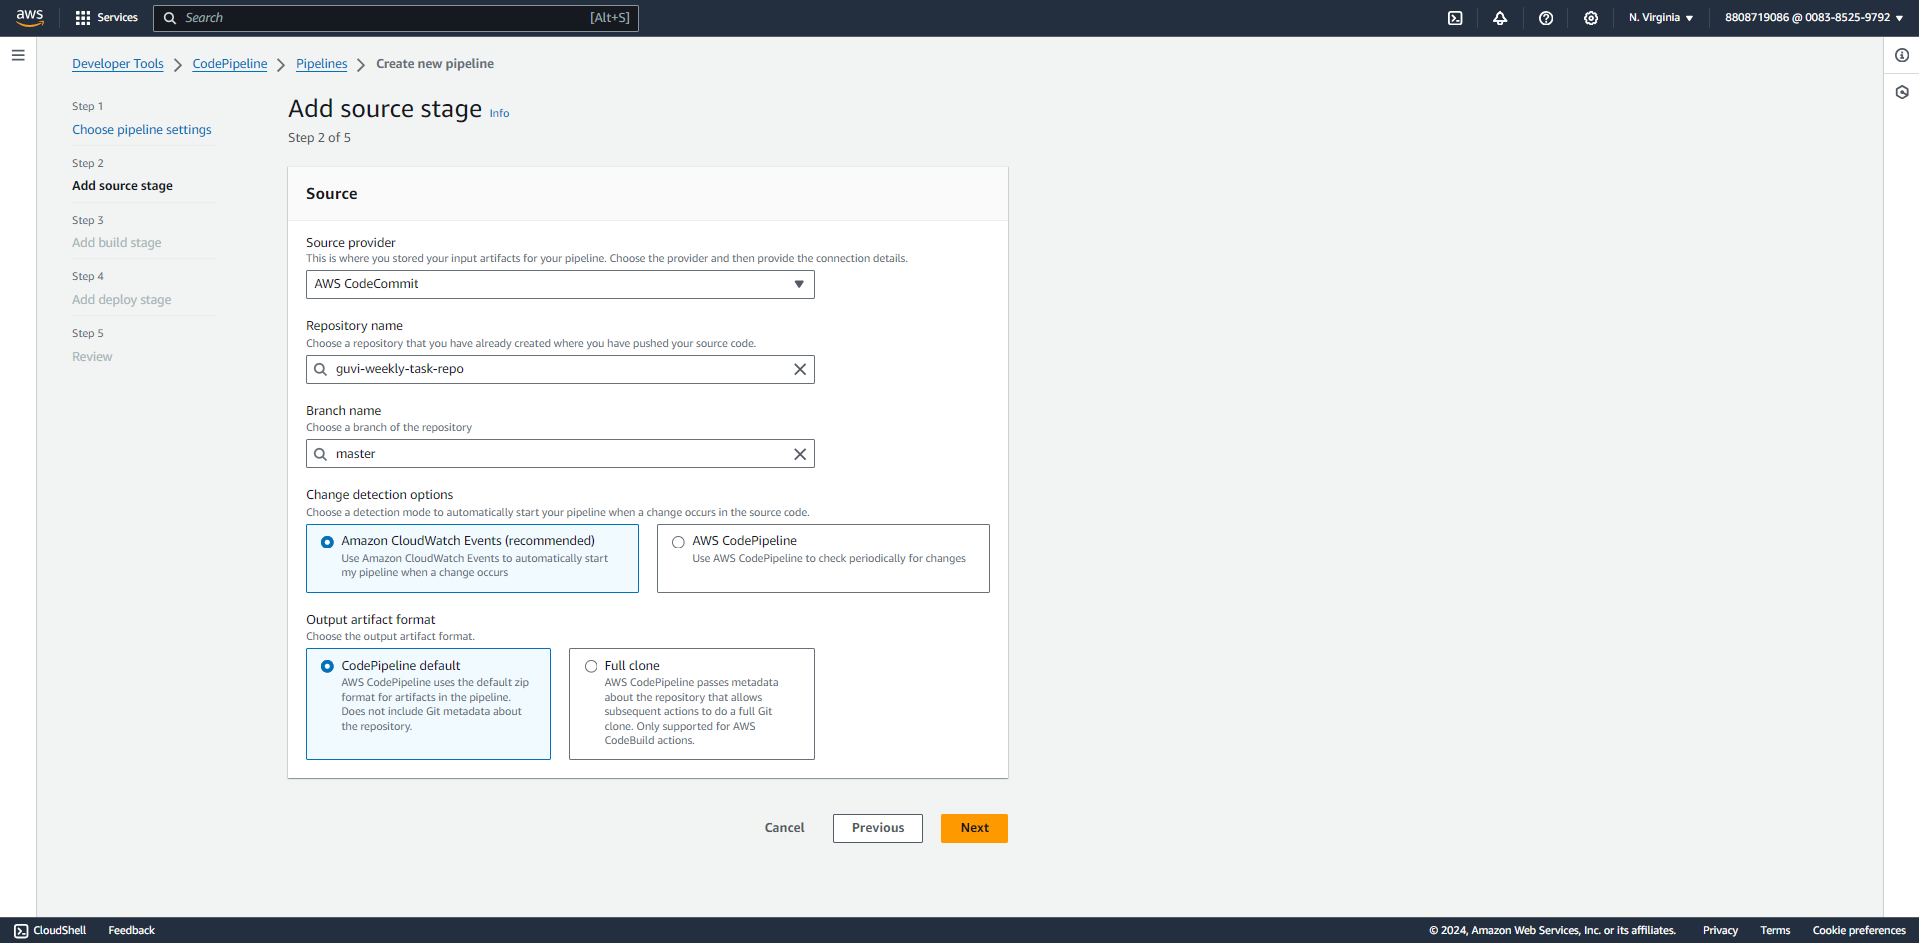 aws
Services
Search
[Alt+S]
N. Virginia
8808719086 @ 0083-8525-9792
Developer Tools
CodePipeline
Pipelines
Create new pipeline
Step 1
Choose pipeline settings
Step 2
Add source stage
Step 3
Add build stage
Step 4
Add deploy stage
Step 5
Review
Add source stage Info
Step 2 of 5
Source
Source provider
This is where you stored your input artifacts for your pipeline. Choose the provider and then provide the connection details.
AWS CodeCommit
Repository name
Choose a repository that you have already created where you have pushed your source code.
guvi-weekly-task-repo
Branch name
Choose a branch of the repository
master
Change detection options
Choose a detection mode to automatically start your pipeline when a change occurs in the source code.
Amazon CloudWatch Events (recommended)
Use Amazon CloudWatch Events to automatically start
my pipeline when a change occurs
AWS CodePipeline
Use AWS CodePipeline to check periodically for changes
Output artifact format
Choose the output artifact format.
CodePipeline default
AWS CodePipeline uses the default zip
format for artifacts in the pipeline.
Does not include Git metadata about
the repository.
Full clone
AWS CodePipeline passes metadata
about the repository that allows
subsequent actions to do a full Git
clone. Only supported for AWS
CodeBuild actions.
Cancel
Previous
Next
CloudShell
Feedback
© 2024, Amazon Web Services, Inc. or its affiliates.
Privacy
Terms
Cookie preferences